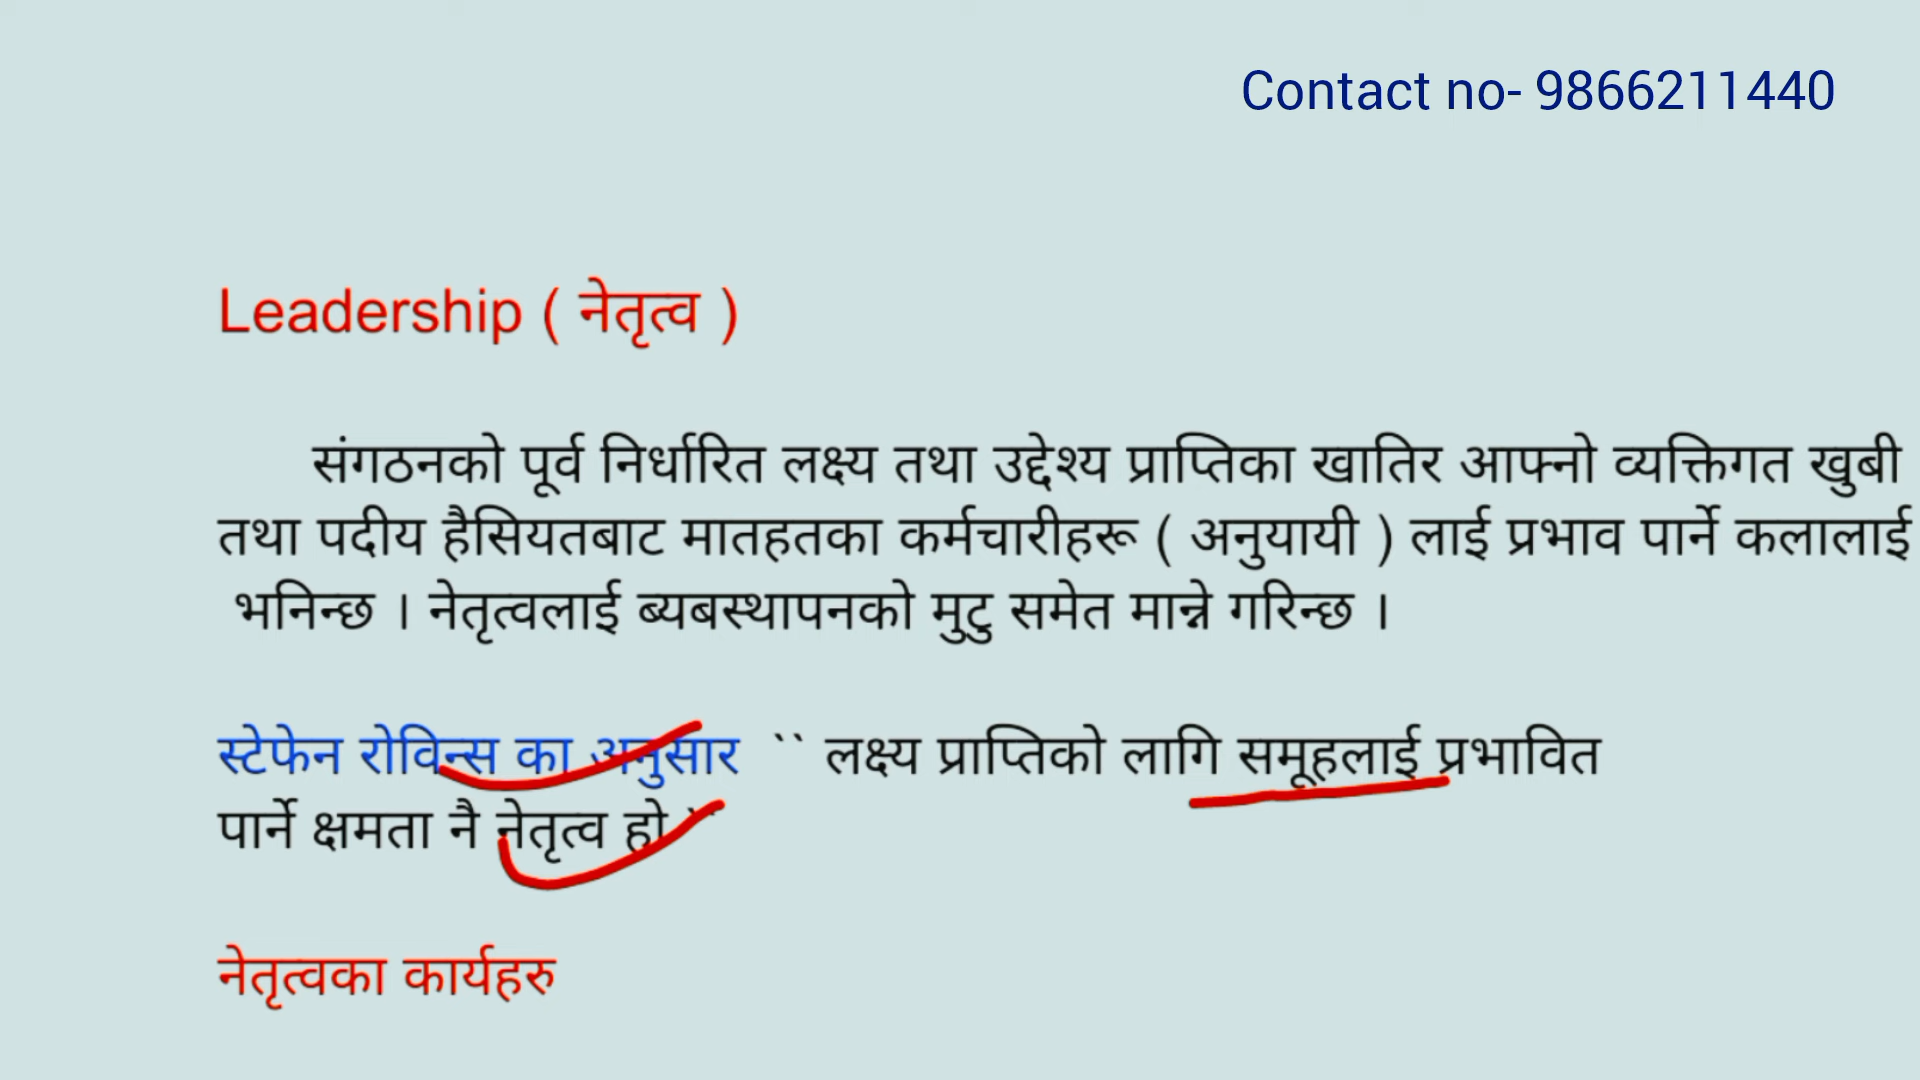 Contact no- 9866211440
Leadership ( नेतृत्व )
संगठनको पूर्व निर्धारित लक्ष्य तथा उद्देश्य प्राप्तिका खातिर आफ्नो व्यक्तिगत खुबी
तथा पदीय हैसियतबाट मातहतका कर्मचारीहरू ( अनुयायी ) लाई प्रभाव पार्ने कलालाई
भनिन्छ । नेतृत्वलाई ब्यबस्थापनको मुटु समेत मान्ने गरिन्छ ।
स्टेफेन रोविन्स का अनुसार `` लक्ष्य प्राप्तिको लागि समूहलाई प्रभावित
पार्ने क्षमता नै नेतृत्व हो ``
नेतृत्वका कार्यहरु